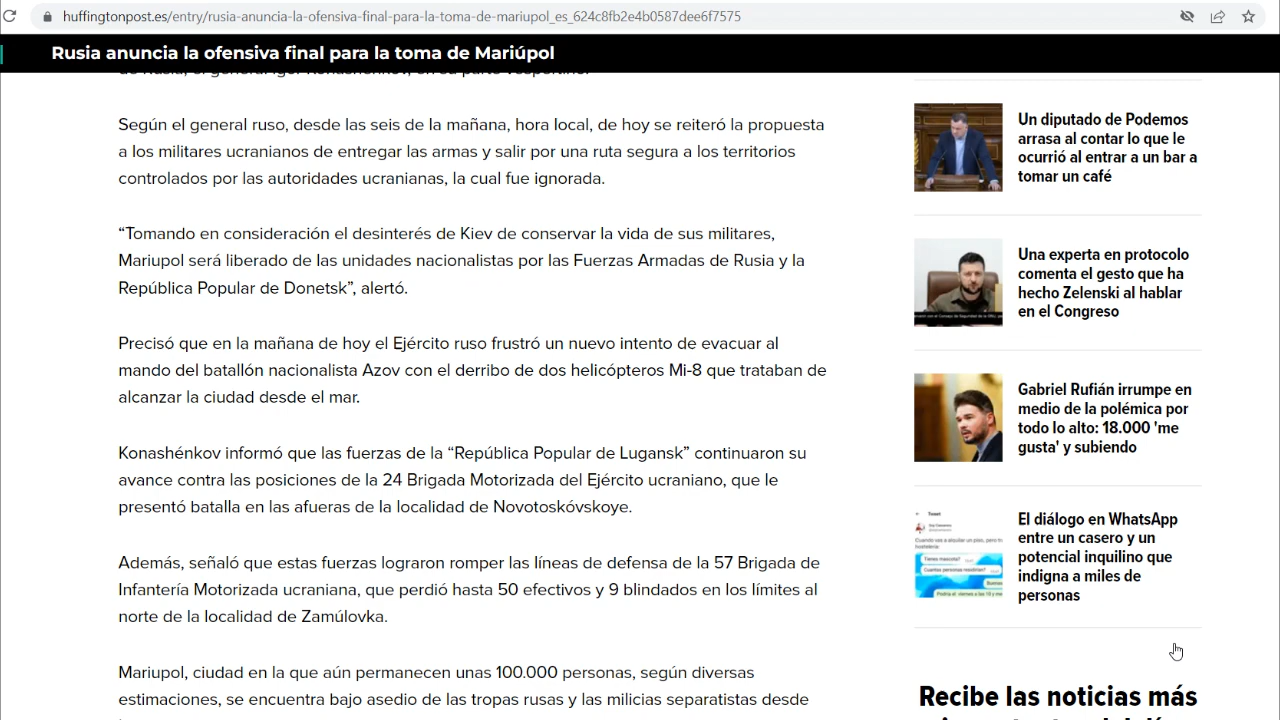 huffingtonpost.es/entry/rusia-anuncia-la-ofensiva-final-para-la-toma-de-mariupol_es_624c8fb2e4b0587dee6f7575
Rusia anuncia la ofensiva final para la toma de Mariúpol
Según el general ruso, desde las seis de la mañana, hora local, de hoy se reiteró la propuesta
a los militares ucranianos de entregar las armas y salir por una ruta segura a los territorios
controlados por las autoridades ucranianas, la cual fue ignorada.
“Tomando en consideración el desinterés de Kiev de conservar la vida de sus militares,
Mariupol será liberado de las unidades nacionalistas por las Fuerzas Armadas de Rusia y la
República Popular de Donetsk”, alertó.
Precisó que en la mañana de hoy el Ejército ruso frustró un nuevo intento de evacuar al
mando del batallón nacionalista Azov con el derribo de dos helicópteros Mi-8 que trataban de
alcanzar la ciudad desde el mar.
Konashénkov informó que las fuerzas de la “República Popular de Lugansk” continuaron su
avance contra las posiciones de la 24 Brigada Motorizada del Ejército ucraniano, que le
presentó batalla en las afueras de la localidad de Novotoskóvskoye.
Además, señaló, estas fuerzas lograron romper las líneas de defensa de la 57 Brigada de
Infantería Motorizada Ucraniana, que perdió hasta 50 efectivos y 9 blindados en los límites al
norte de la localidad de Zamúlovka.
Mariupol, ciudad en la que aún permanecen unas 100.000 personas, según diversas
estimaciones, se encuentra bajo asedio de las tropas rusas y las milicias separatistas desde
Un diputado de Podemos
arrasa al contar lo que le
ocurrió al entrar a un bar a
tomar un café
Una experta en protocolo
comenta el gesto que ha
hecho Zelenski al hablar
en el Congreso
Gabriel Rufián irrumpe en
medio de la polémica por
todo lo alto: 18.000 'me
gusta' y subiendo
Tweet
Tienes mascota?
El diálogo en WhatsApp
entre un casero y un
potencial inquilino que
indigna a miles de
personas
Recibe las noticias más